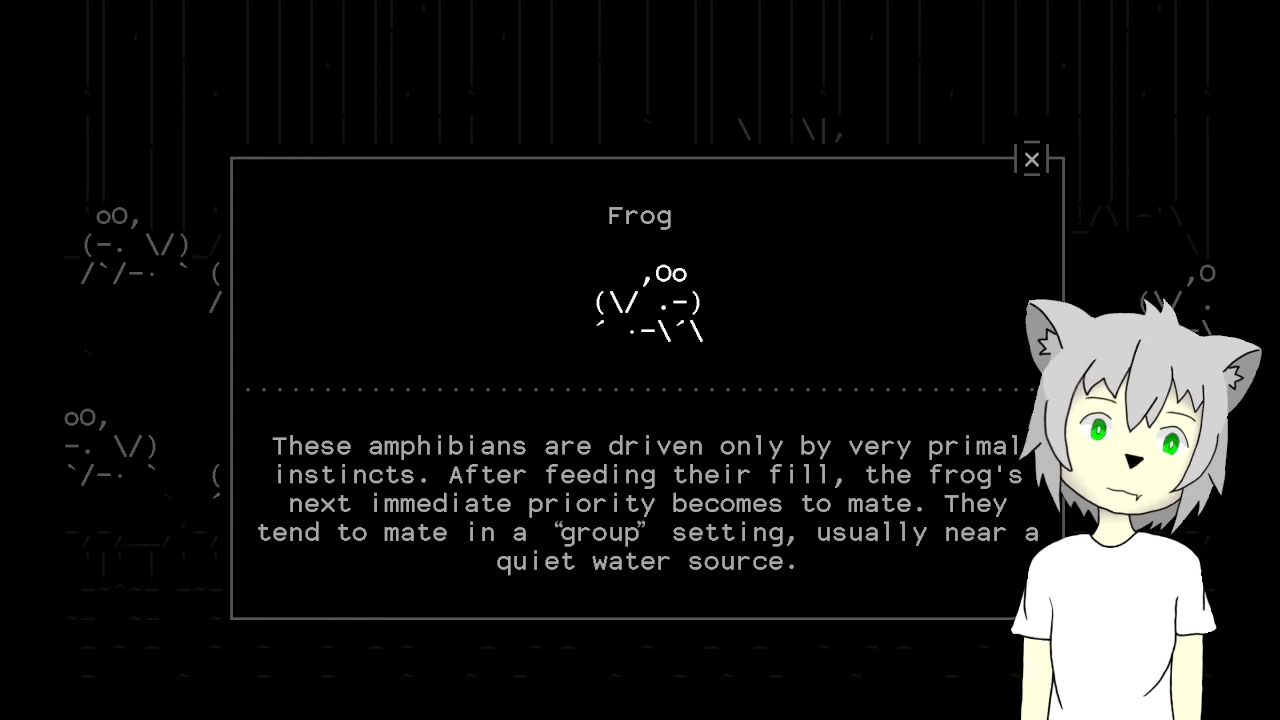 Frog
These amphibians are driven only by very primal
instincts. After feeding their fill, the frog's
next immediate priority becomes to mate. They
tend to mate in a “group” setting, usually near a
quiet water source.